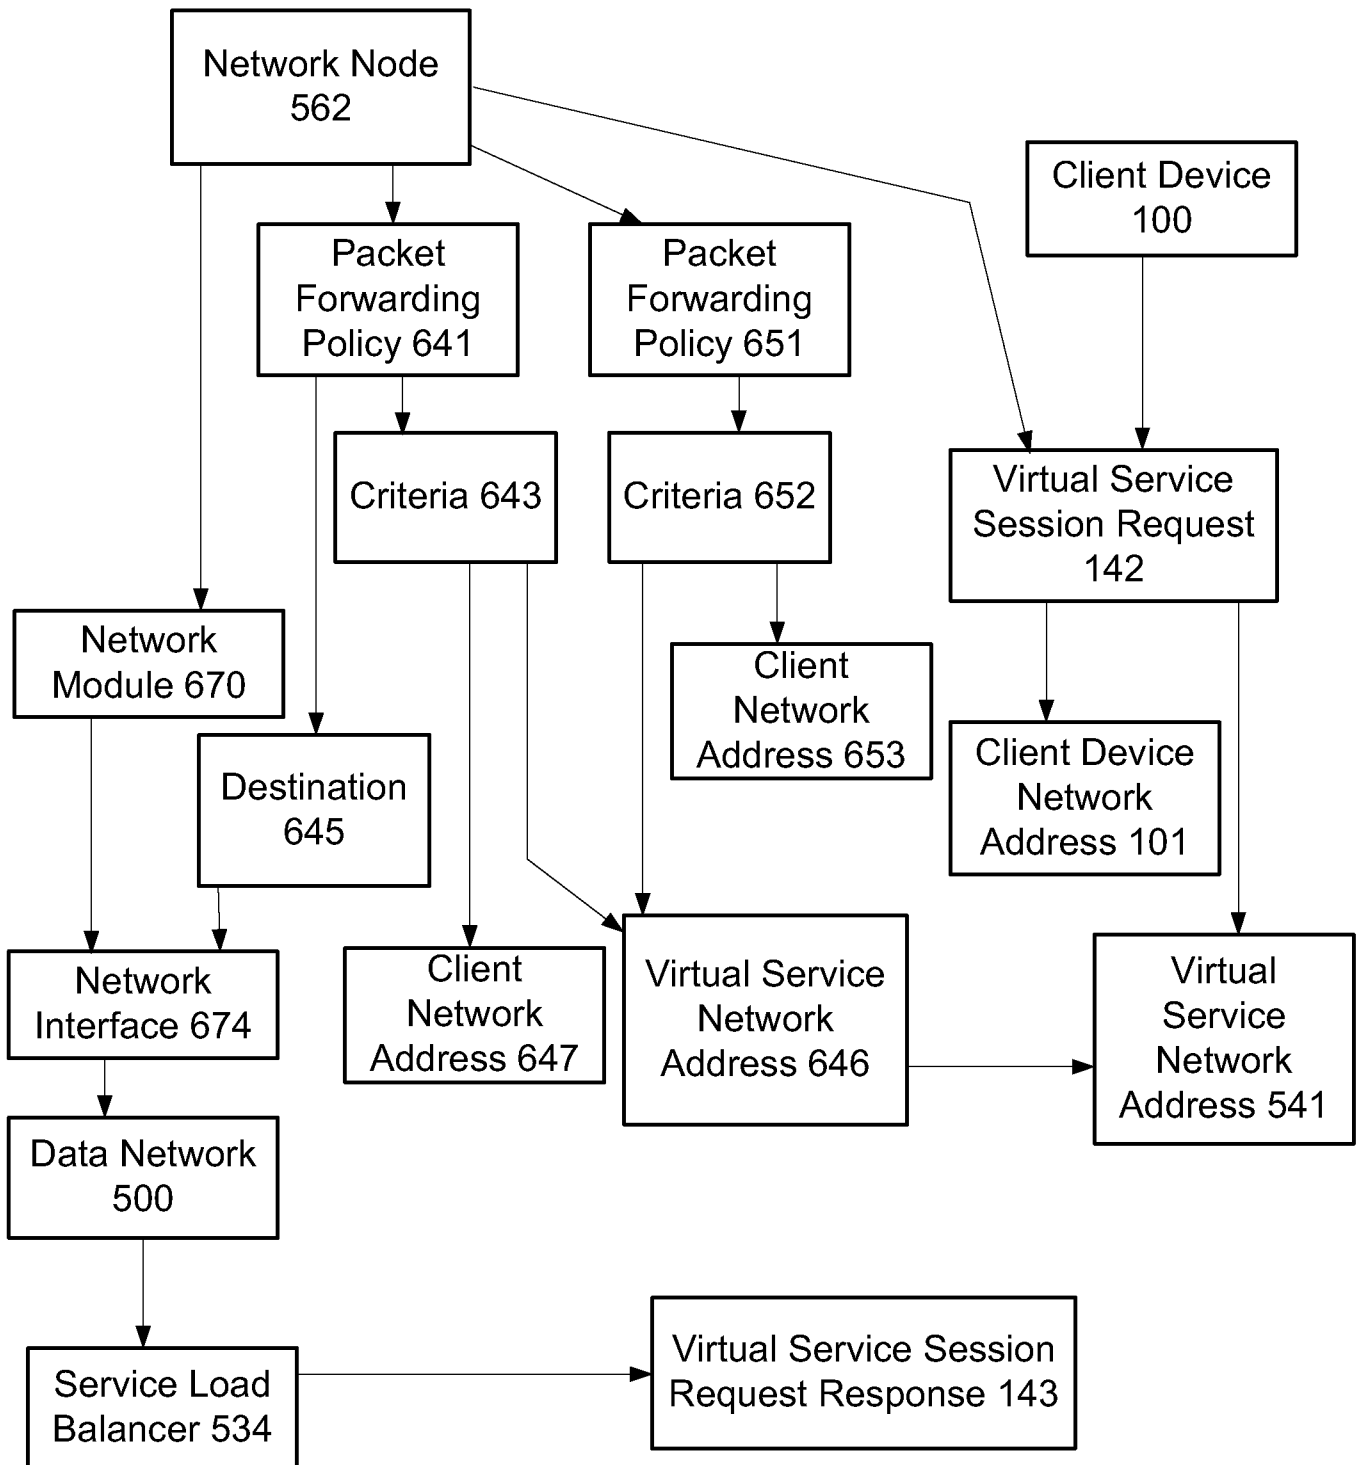 Network Node
562
Client Device
100
Packet
Forwarding
Policy 641
Packet
Forwarding
Policy 651
Criteria 643
Criteria 652
Virtual Service
Session Request
142
Network
Module 670
Client
Network
Address 653
Client Device
Network
Address 101
Destination
645
Network
Interface 674
Client
Network
Address 647
Virtual Service
Network
Address 646
Virtual
Service
Network
Address 541
Data Network
500
Service Load
Balancer 534
Virtual Service Session
Request Response 143